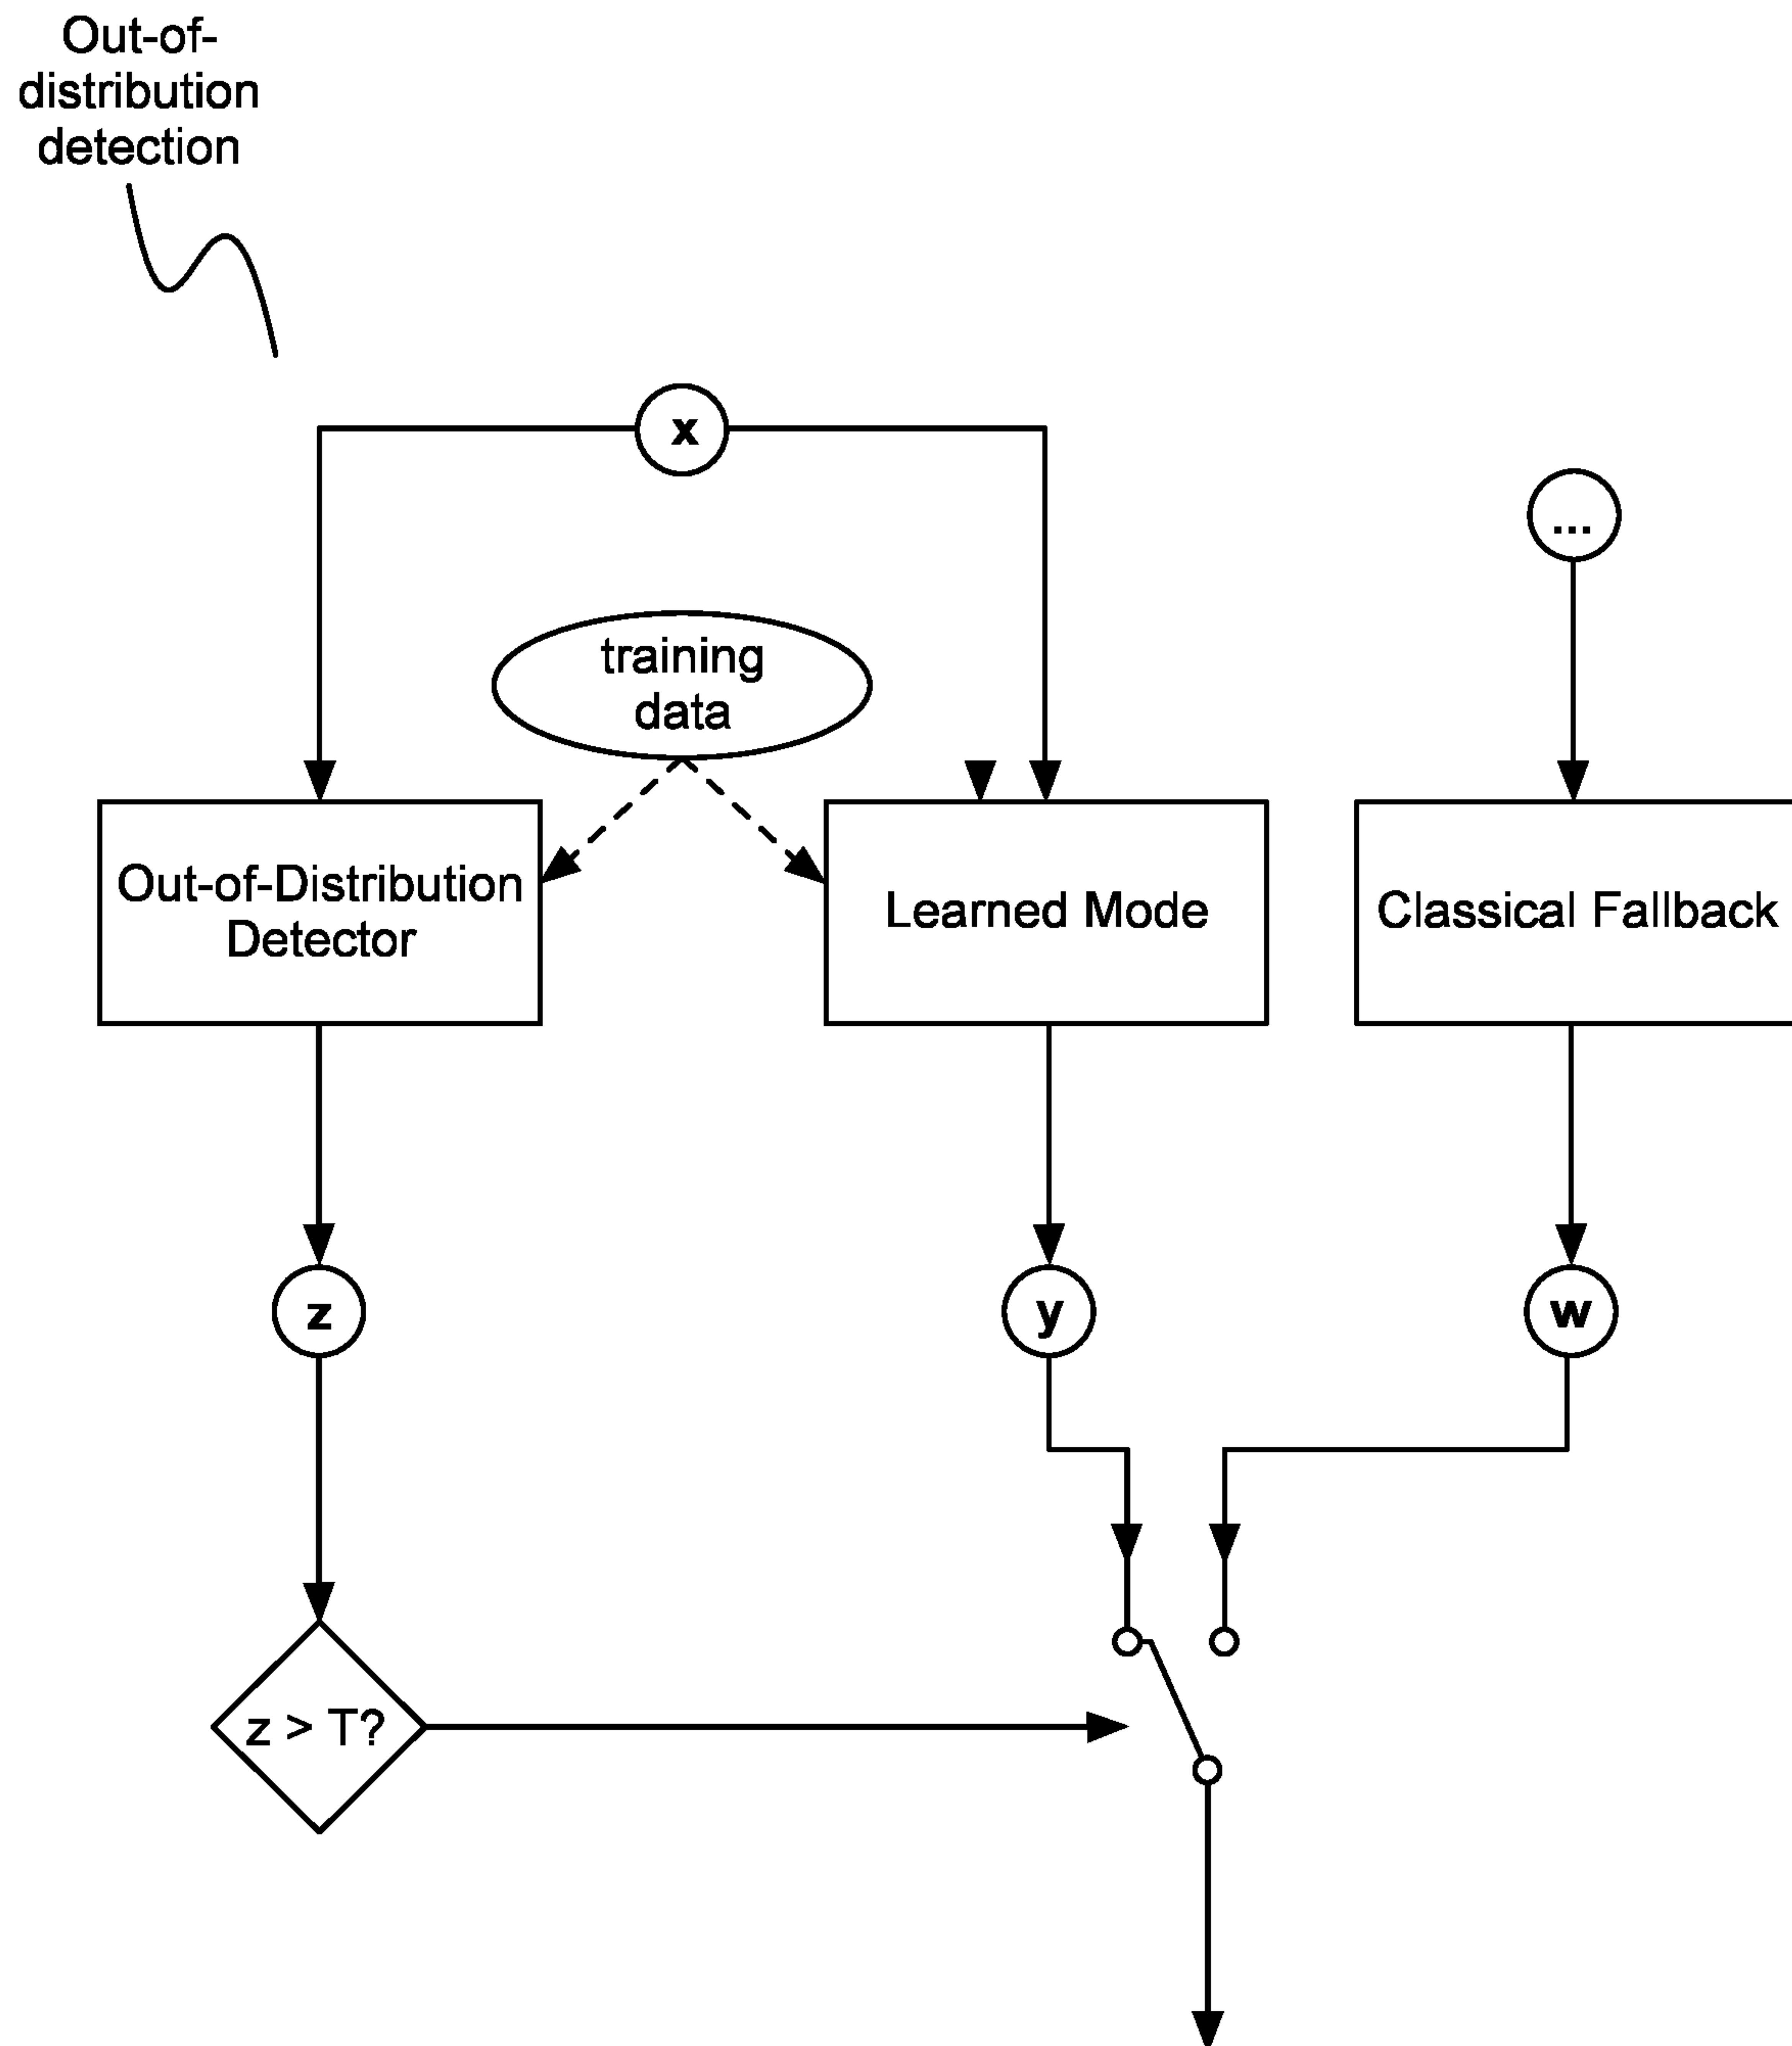 Out-of-
distribution
detection
x
...
training
data
Out-of-Distribution
Detector
Learned Mode
Classical Fallback
z
y
w
z > T?